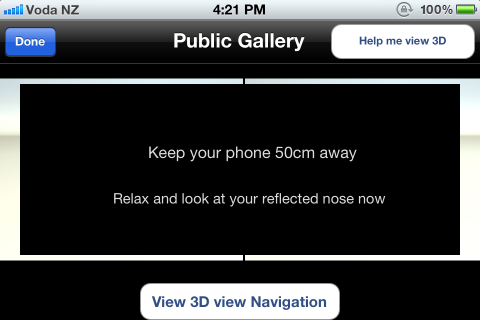 Voda NZ 4:21 PM 100%
Done Public Gallery Help me view 3D
Keep your phone 50cm away
Relax and look at your reflected nose now
View 3D view Navigation